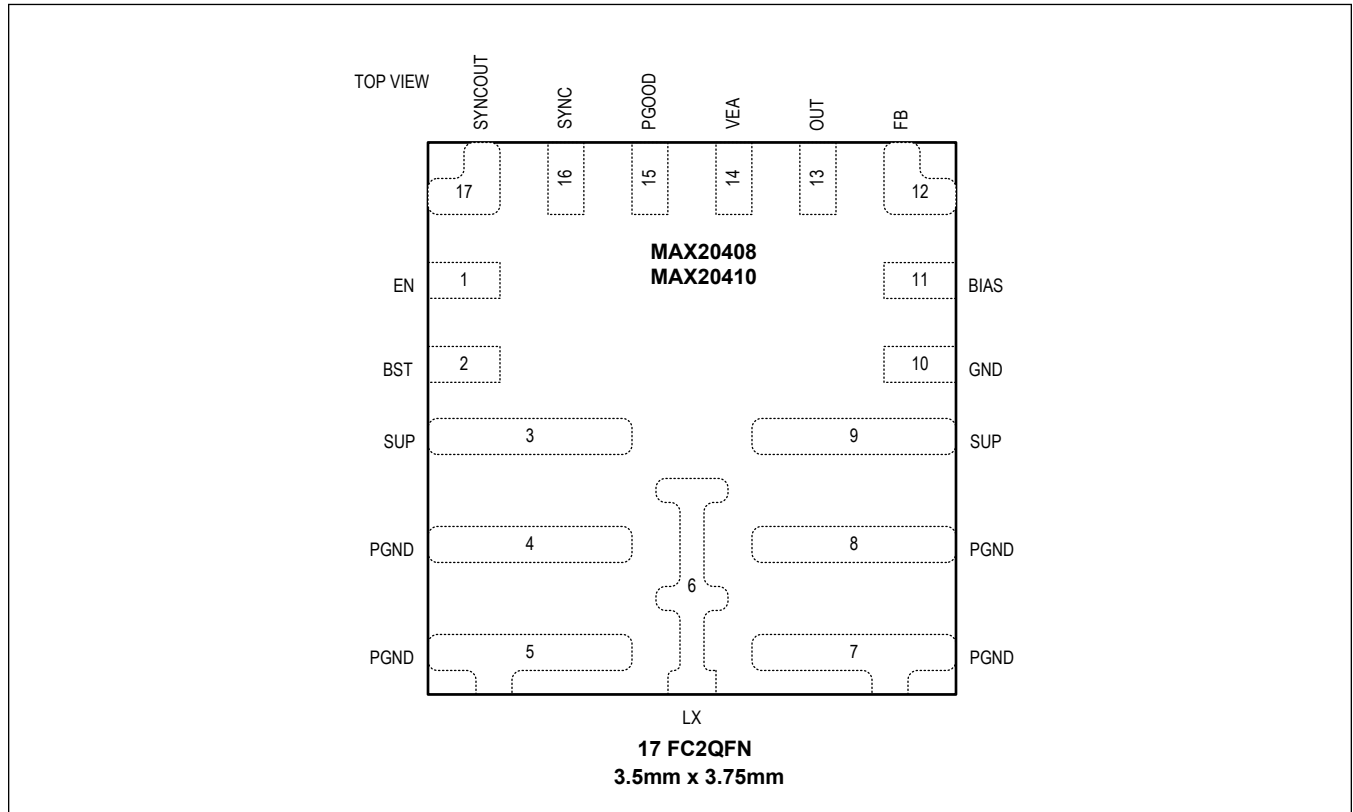 TOP VIEW
SYNCOUT
SYNC
PGOOD
VEA
OUT
FB
17
16
15
14
13
12
MAX20408
MAX20410
EN
1
11
BIAS
BST
2
10
GND
SUP
3
9
SUP
PGND
4
8
PGND
6
PGND
5
7
PGND
LX
17 FC2QFN
3.5mm x 3.75mm